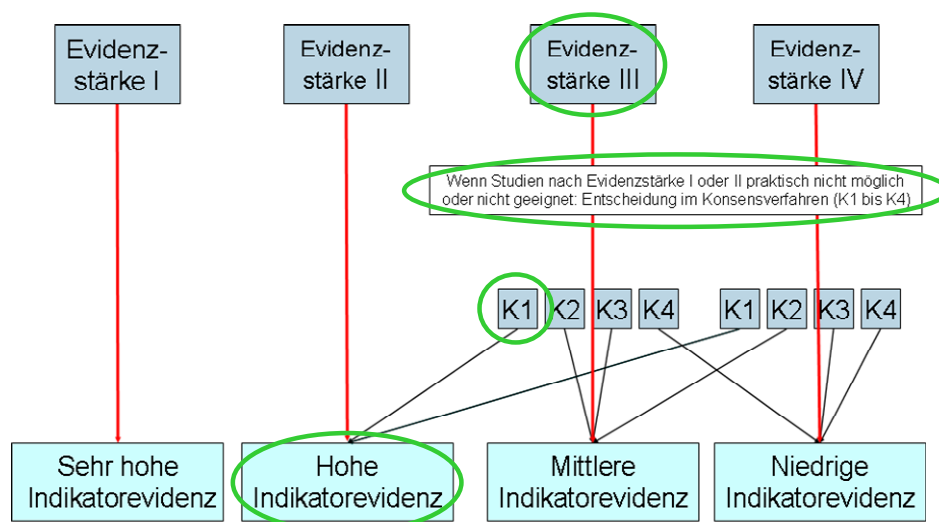 Evidenz-
stärke I
Evidenz-
stärke II
Evidenz-
stärke III
Evidenz-
stärke IV
Wenn Studien nach Evidenzstärke I oder II praktisch nicht möglich
oder nicht geeignet: Entscheidung im Konsensverfahren (K1 bis K4)
K1 K2 K3 K4 K1 K2 K3 K4
Sehr hohe
Indikatorevidenz
Hohe
Indikatorevidenz
Mittlere
Indikatorevidenz
Niedrige
Indikatorevidenz